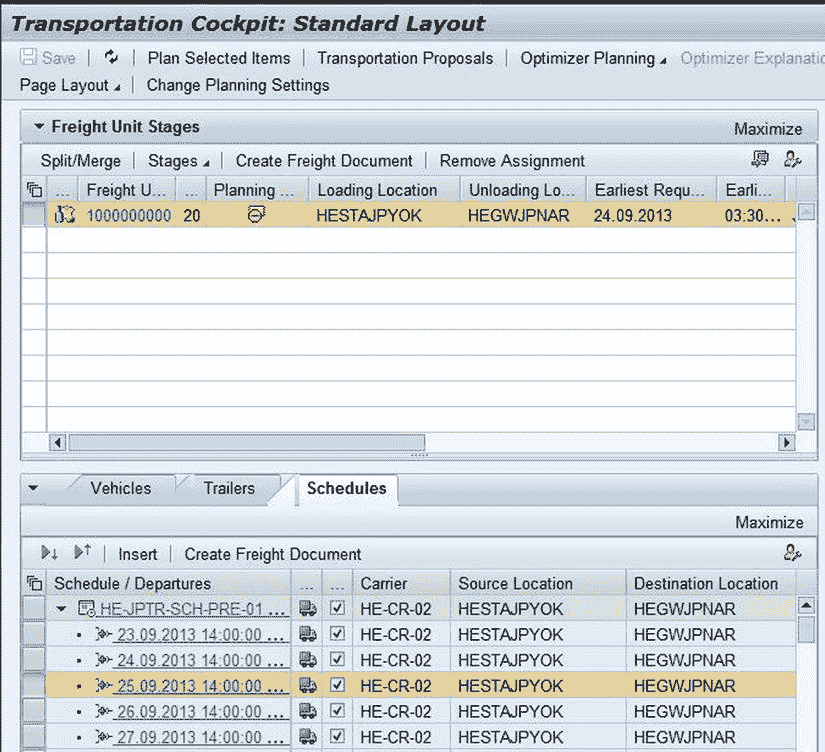 Transportation Cockpit: Standard Layout
Save Plan Selected Items Transportation Proposals Optimizer Planning Optimizer Explanatio
Page Layout Change Planning Settings
Freight Unit Stages Maximize
Split/Merge Stages Create Freight Document Remove Assignment
... Freight U... ... Planning ... Loading Location Unloading Lo... Earliest Requ... Earli...
1000000000 20 HESTAJPYOK HEGWJPNAR 24.09.2013 03:30...
Vehicles Trailers Schedules
Maximize
Insert Create Freight Document
Schedule / Departures ... ... Carrier Source Location Destination Location
HE-JPTR-SCH-PRE-01 ... HE-CR-02 HESTAJPYOK HEGWJPNAR
23.09.2013 14:00:00 ... HE-CR-02 HESTAJPYOK HEGWJPNAR
24.09.2013 14:00:00 ... HE-CR-02 HESTAJPYOK HEGWJPNAR
25.09.2013 14:00:00 ... HE-CR-02 HESTAJPYOK HEGWJPNAR
26.09.2013 14:00:00 ... HE-CR-02 HESTAJPYOK HEGWJPNAR
27.09.2013 14:00:00 ... HE-CR-02 HESTAJPYOK HEGWJPNAR